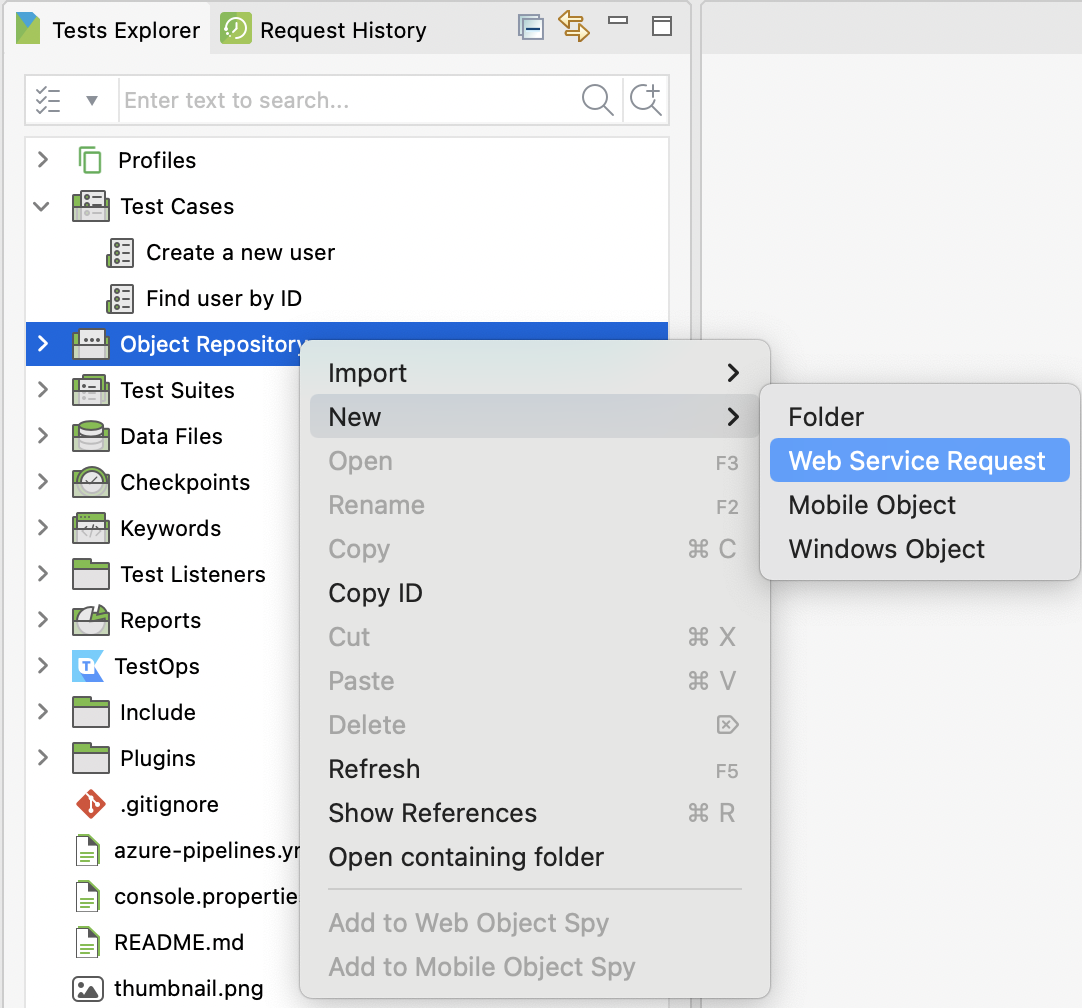 Tests Explorer
Request History
Enter text to search...
Profiles
Test Cases
Create a new user
Find user by ID
Object Repository
Test Suites
Data Files
Checkpoints
Keywords
Test Listeners
Reports
TestOps
Include
Plugins
.gitignore
azure-pipelines.yr
console.propertie
README.md
thumbnail.png
Import
New
Open F3
Rename F2
Copy ⌘ C
Copy ID
Cut ⌘ X
Paste ⌘ V
Delete ⌦
Refresh F5
Show References ⌘ R
Open containing folder
Add to Web Object Spy
Add to Mobile Object Spy
Folder
Web Service Request
Mobile Object
Windows Object